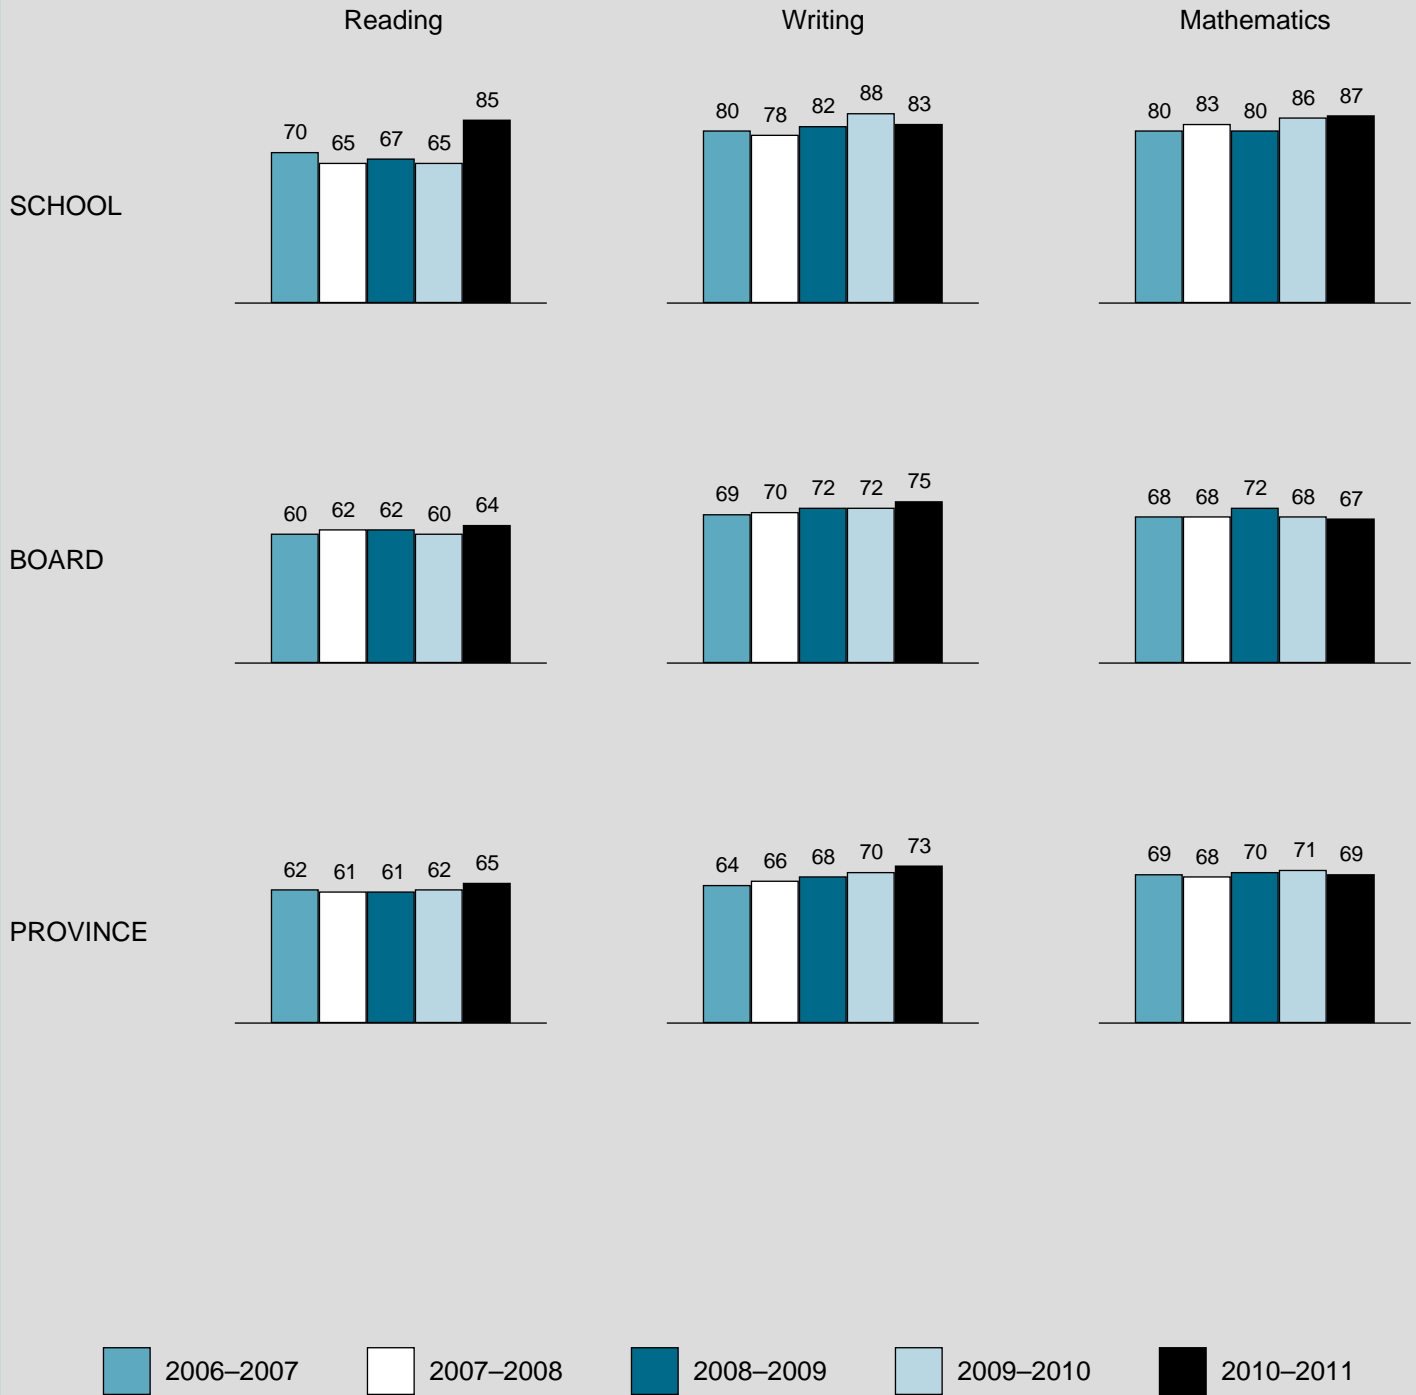 Reading Writing Mathematics
SCHOOL
70 65 67 65 85
80 78 82 88 83
80 83 80 86 87
BOARD
60 62 62 60 64
69 70 72 72 75
68 68 72 68 67
PROVINCE
62 61 61 62 65
64 66 68 70 73
69 68 70 71 69
2006–2007 2007–2008 2008–2009 2009–2010 2010–2011